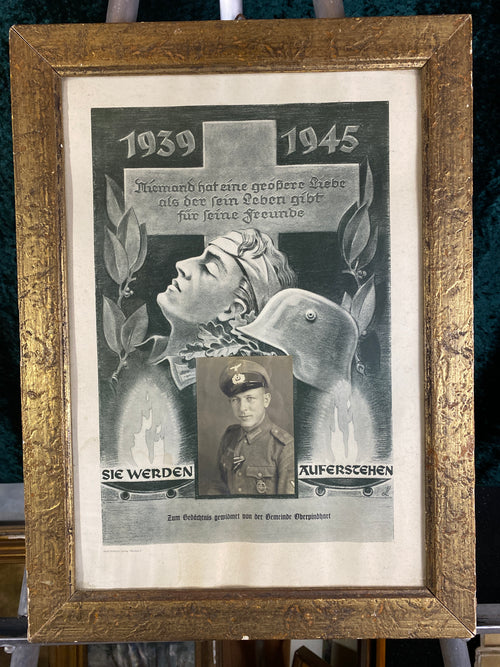 1939 1945
Niemand hat eine größere Liebe
als der sein Leben gibt
für seine Freunde
SIE WERDEN AUFERSTEHEN
Zum Gedächtnis gewidmet von der Gemeinde Oberpindhart